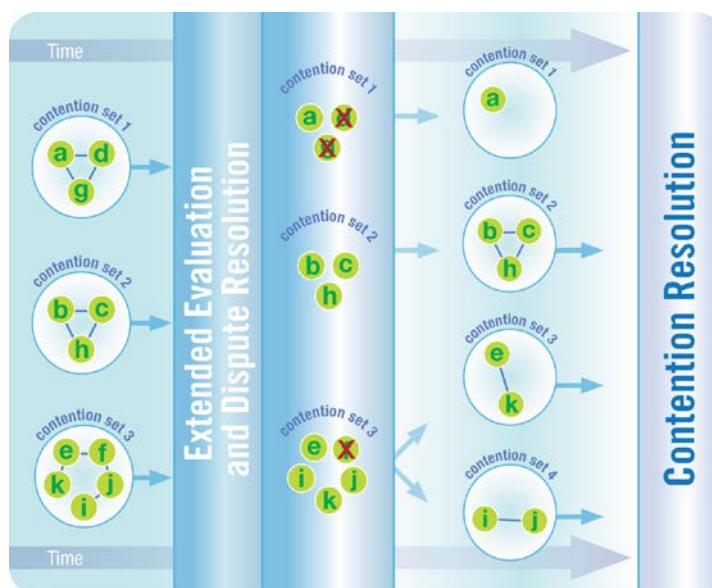 Time
contention set 1
a d
g
contention set 2
b c
h
contention set 3
e f
k j
i
Time
Extended Evaluation
and Dispute Resolution
contention set 1
a
contention set 2
b c
h
contention set 3
e
i j
k
contention set 1
a
contention set 2
b c
h
contention set 3
e
k
contention set 4
i j
Contention Resolution